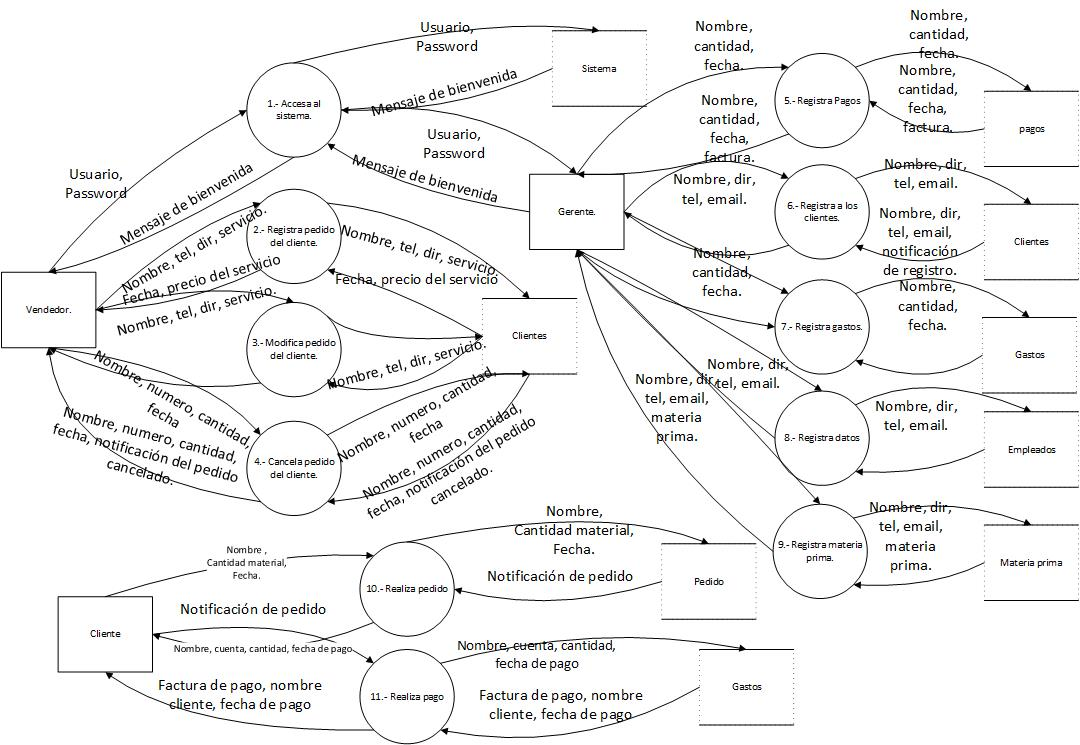 Usuario,
Password
Sistema
Mensaje de bienvenida
1.- Accesa al
sistema.
Usuario,
Password
Mensaje de bienvenida
Usuario,
Password
Mensaje de bienvenida
Nombre,
cantidad,
fecha.
Nombre,
cantidad,
fecha,
factura.
5.- Registra Pagos
Nombre,
cantidad,
fecha.
Nombre,
cantidad,
fecha,
factura.
pagos
Gerente.
Nombre, dir,
tel, email.
6.- Registra a los
clientes.
Nombre, dir,
tel, email.
Nombre, dir,
tel, email,
notificación
de registro.
Clientes
Vendedor.
Nombre, tel, dir, servicio.
Fecha, precio del servicio
Nombre, tel, dir, servicio.
2.- Registra pedido
del cliente.
Nombre, tel, dir, servicio.
Fecha, precio del servicio
Clientes
3.- Modifica pedido
del cliente.
Nombre, tel, dir, servicio.
Nombre,
cantidad,
fecha.
7.- Registra gastos.
Nombre,
cantidad,
fecha.
Gastos
Nombre, numero, cantidad,
fecha
Nombre, numero, cantidad,
fecha, notificación del pedido
cancelado.
4.- Cancela pedido
del cliente.
Nombre, numero, cantidad,
fecha
Nombre, numero, cantidad,
fecha, notificación del pedido
cancelado.
Nombre, dir,
tel, email.
Nombre, dir,
tel, email,
materia
prima.
8.- Registra datos
Nombre, dir,
tel, email.
Empleados
9.- Registra materia
prima.
Nombre, dir,
tel, email,
materia
prima.
Materia prima
Nombre ,
Cantidad material,
Fecha.
10.- Realiza pedido
Nombre,
Cantidad material,
Fecha.
Notificación de pedido
Pedido
Cliente
Notificación de pedido
Nombre, cuenta, cantidad, fecha de pago
Factura de pago, nombre
cliente, fecha de pago
11.- Realiza pago
Nombre, cuenta, cantidad,
fecha de pago
Factura de pago, nombre
cliente, fecha de pago
Gastos